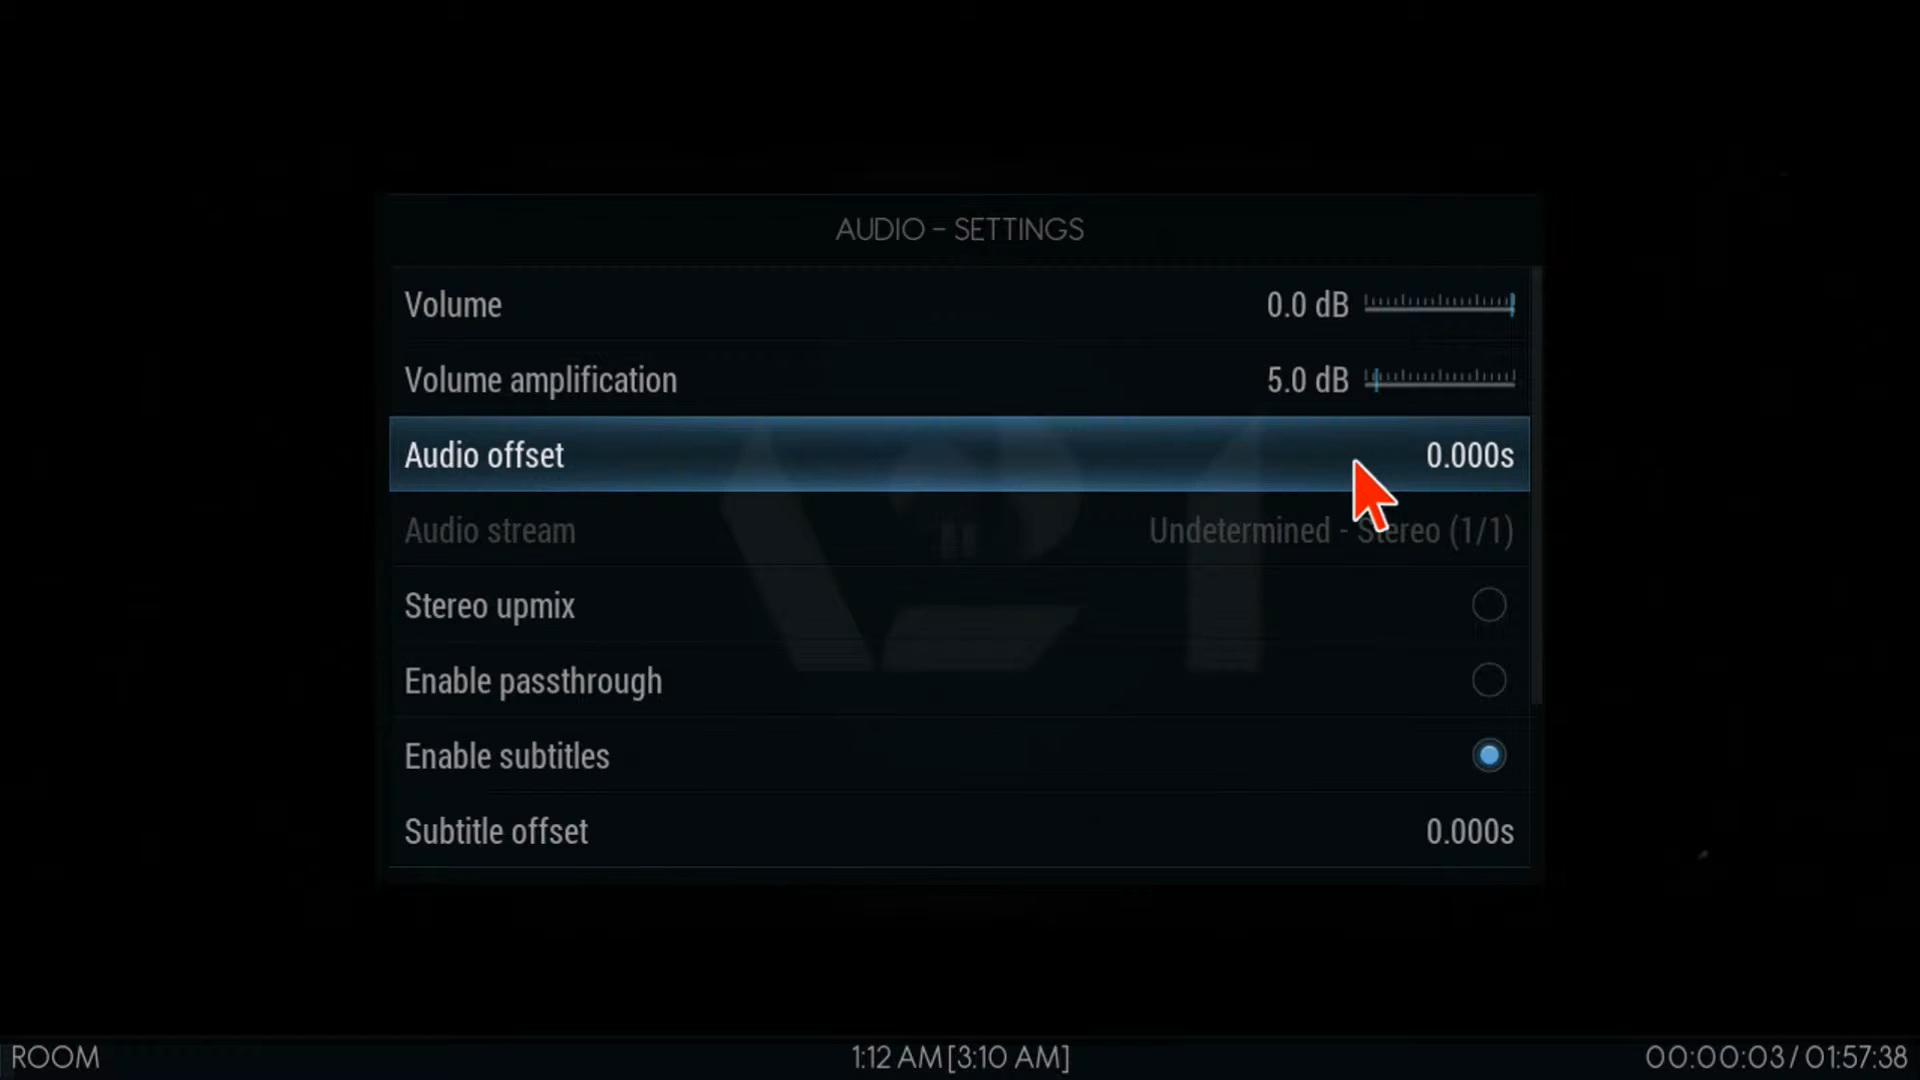 AUDIO – SETTINGS
Volume 0.0 dB
Volume amplification 5.0 dB
Audio offset 0.000s
Audio stream Undetermined - Stereo (1/1)
Stereo upmix
Enable passthrough
Enable subtitles
Subtitle offset 0.000s
ROOM 1:12 AM [3:10 AM] 00:00:03 / 01:57:38